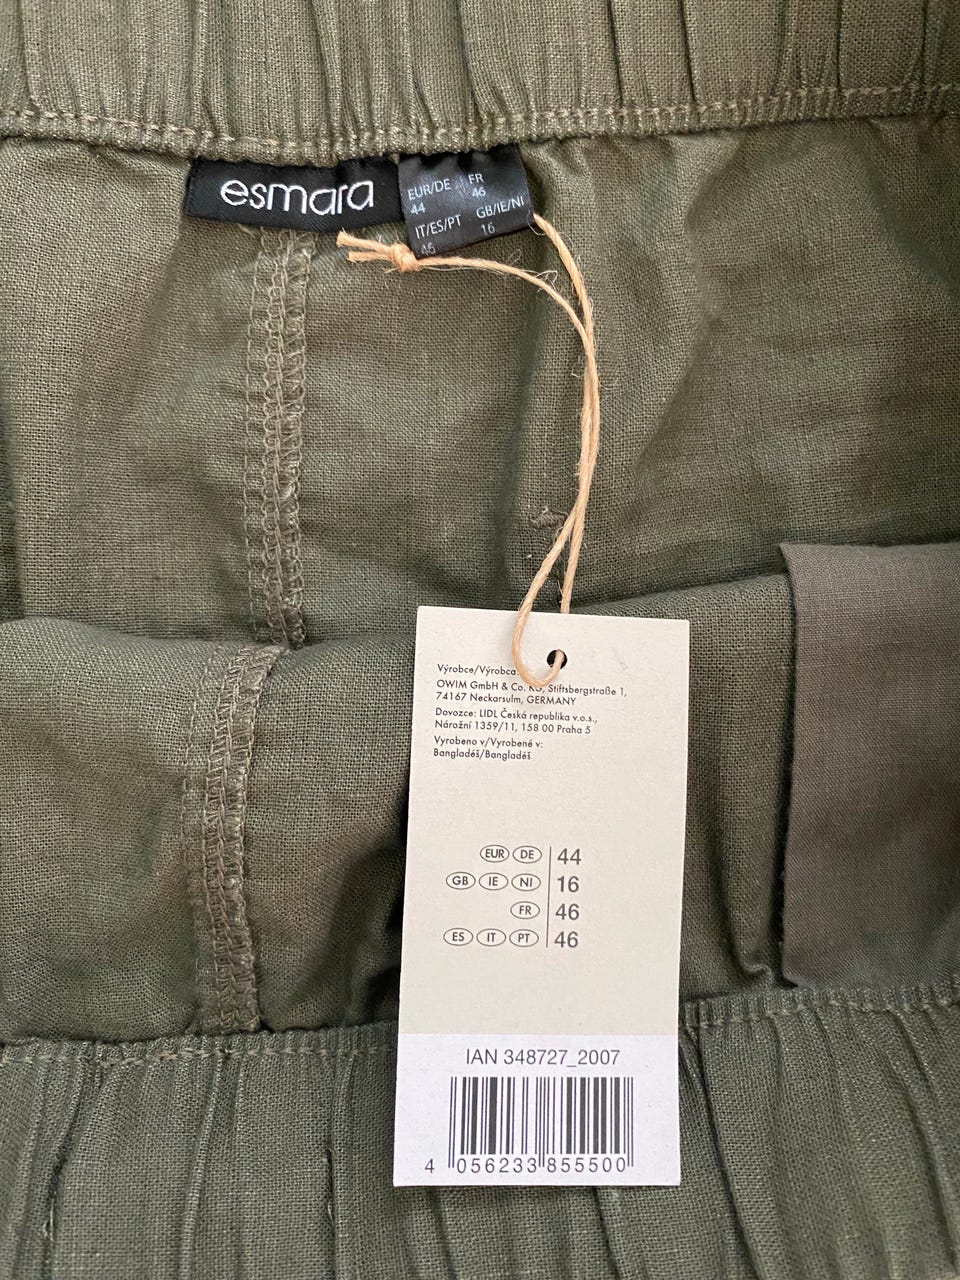 esmara
EUR/DE FR
44 46
IT/ES/PT GB/IE/NI
46 16
Výrobce/Výrobca:
OWIM GmbH & Co. KG, Stiftsbergstraße 1,
74167 Neckarsulm, GERMANY
Dovozce: LIDL Česká republika v.o.s.,
Nárožní 1359/11, 158 00 Praha 5
Vyrobeno v/Vyrobené v:
Bangladéš/Bangladéš
EUR DE 44
GB IE NI 16
FR 46
ES IT PT 46
IAN 348727_2007
4 056233 855500